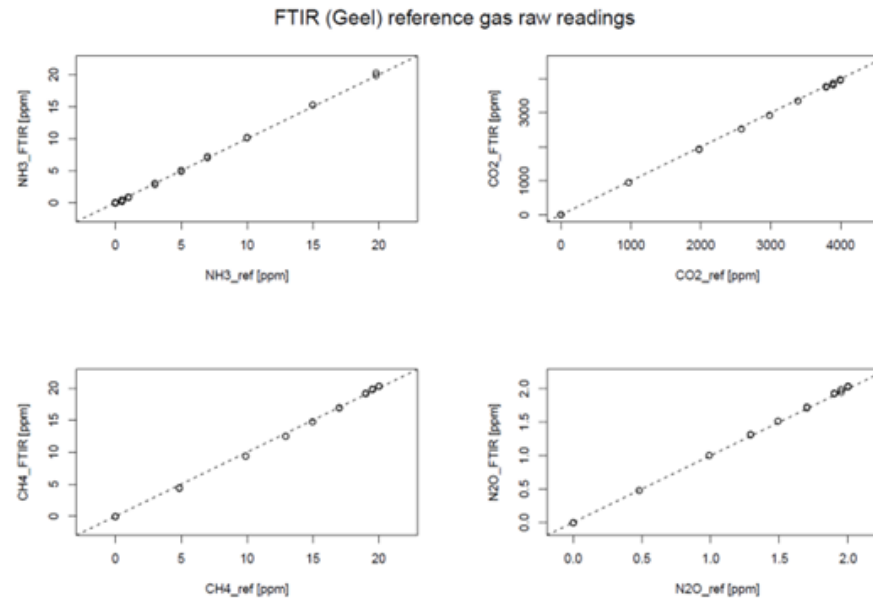 FTIR (Geel) reference gas raw readings
NH3_FTIR [ppm]
20
15
10
5
0
0 5 10 15 20
NH3_ref [ppm]
CO2_FTIR [ppm]
3000
1000
0
0 1000 2000 3000 4000
CO2_ref [ppm]
CH4_FTIR [ppm]
20
15
10
5
0
0 5 10 15 20
CH4_ref [ppm]
N2O_FTIR [ppm]
2.0
1.5
1.0
0.5
0.0
0.0 0.5 1.0 1.5 2.0
N2O_ref [ppm]